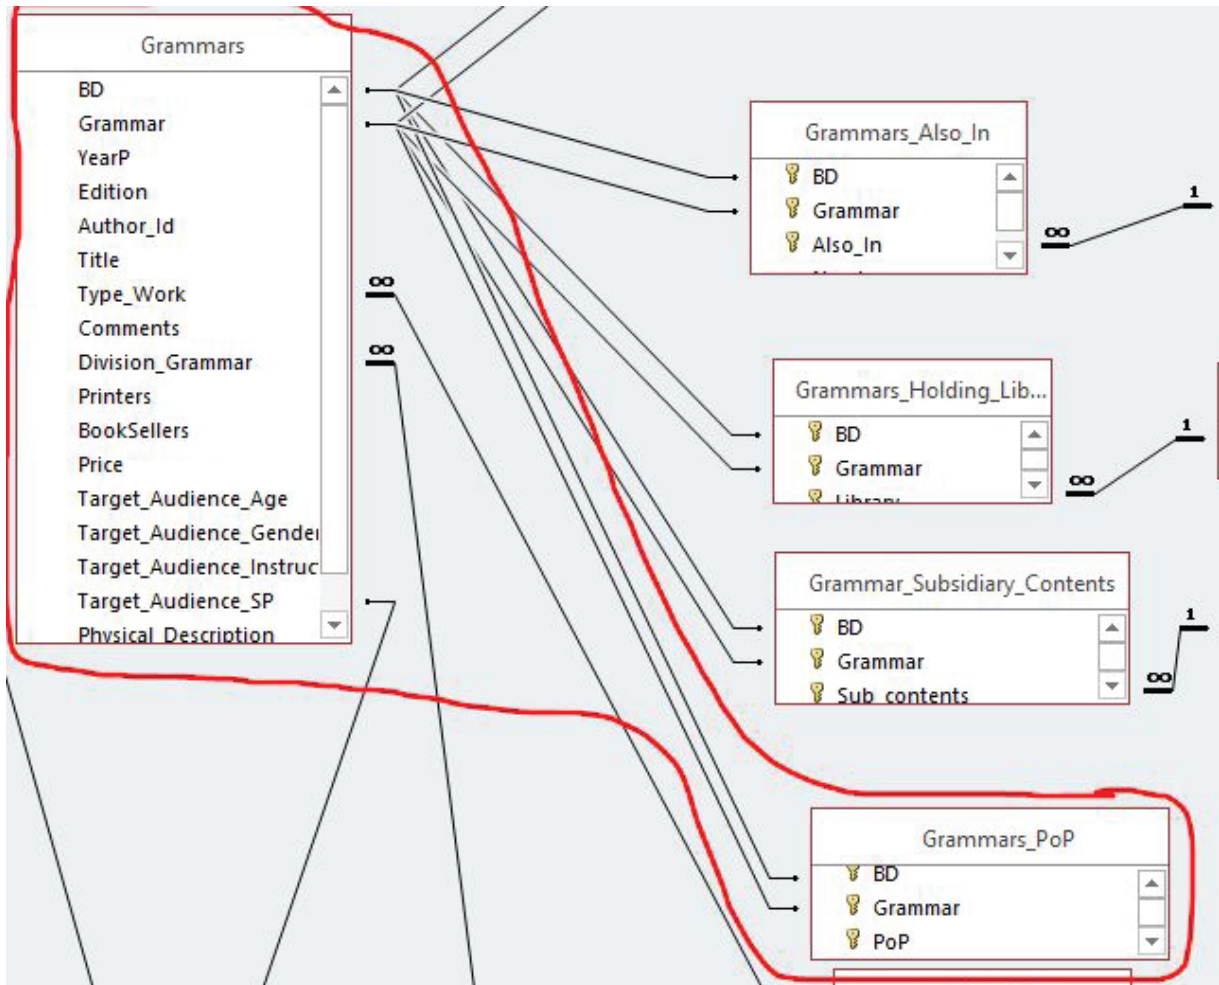 Grammars
BD
Grammar
YearP
Edition
Author_Id
Title
Type_Work
Comments
Division_Grammar
Printers
BookSellers
Price
Target_Audience_Age
Target_Audience_Gender
Target_Audience_Instruc
Target_Audience_SP
Physical_Description
∞
∞
Grammars_Also_In
BD
Grammar
Also_In
∞
1
Grammars_Holding_Lib...
BD
Grammar
Library
∞
1
Grammar_Subsidiary_Contents
BD
Grammar
Sub_contents
∞
1
Grammars_PoP
BD
Grammar
PoP